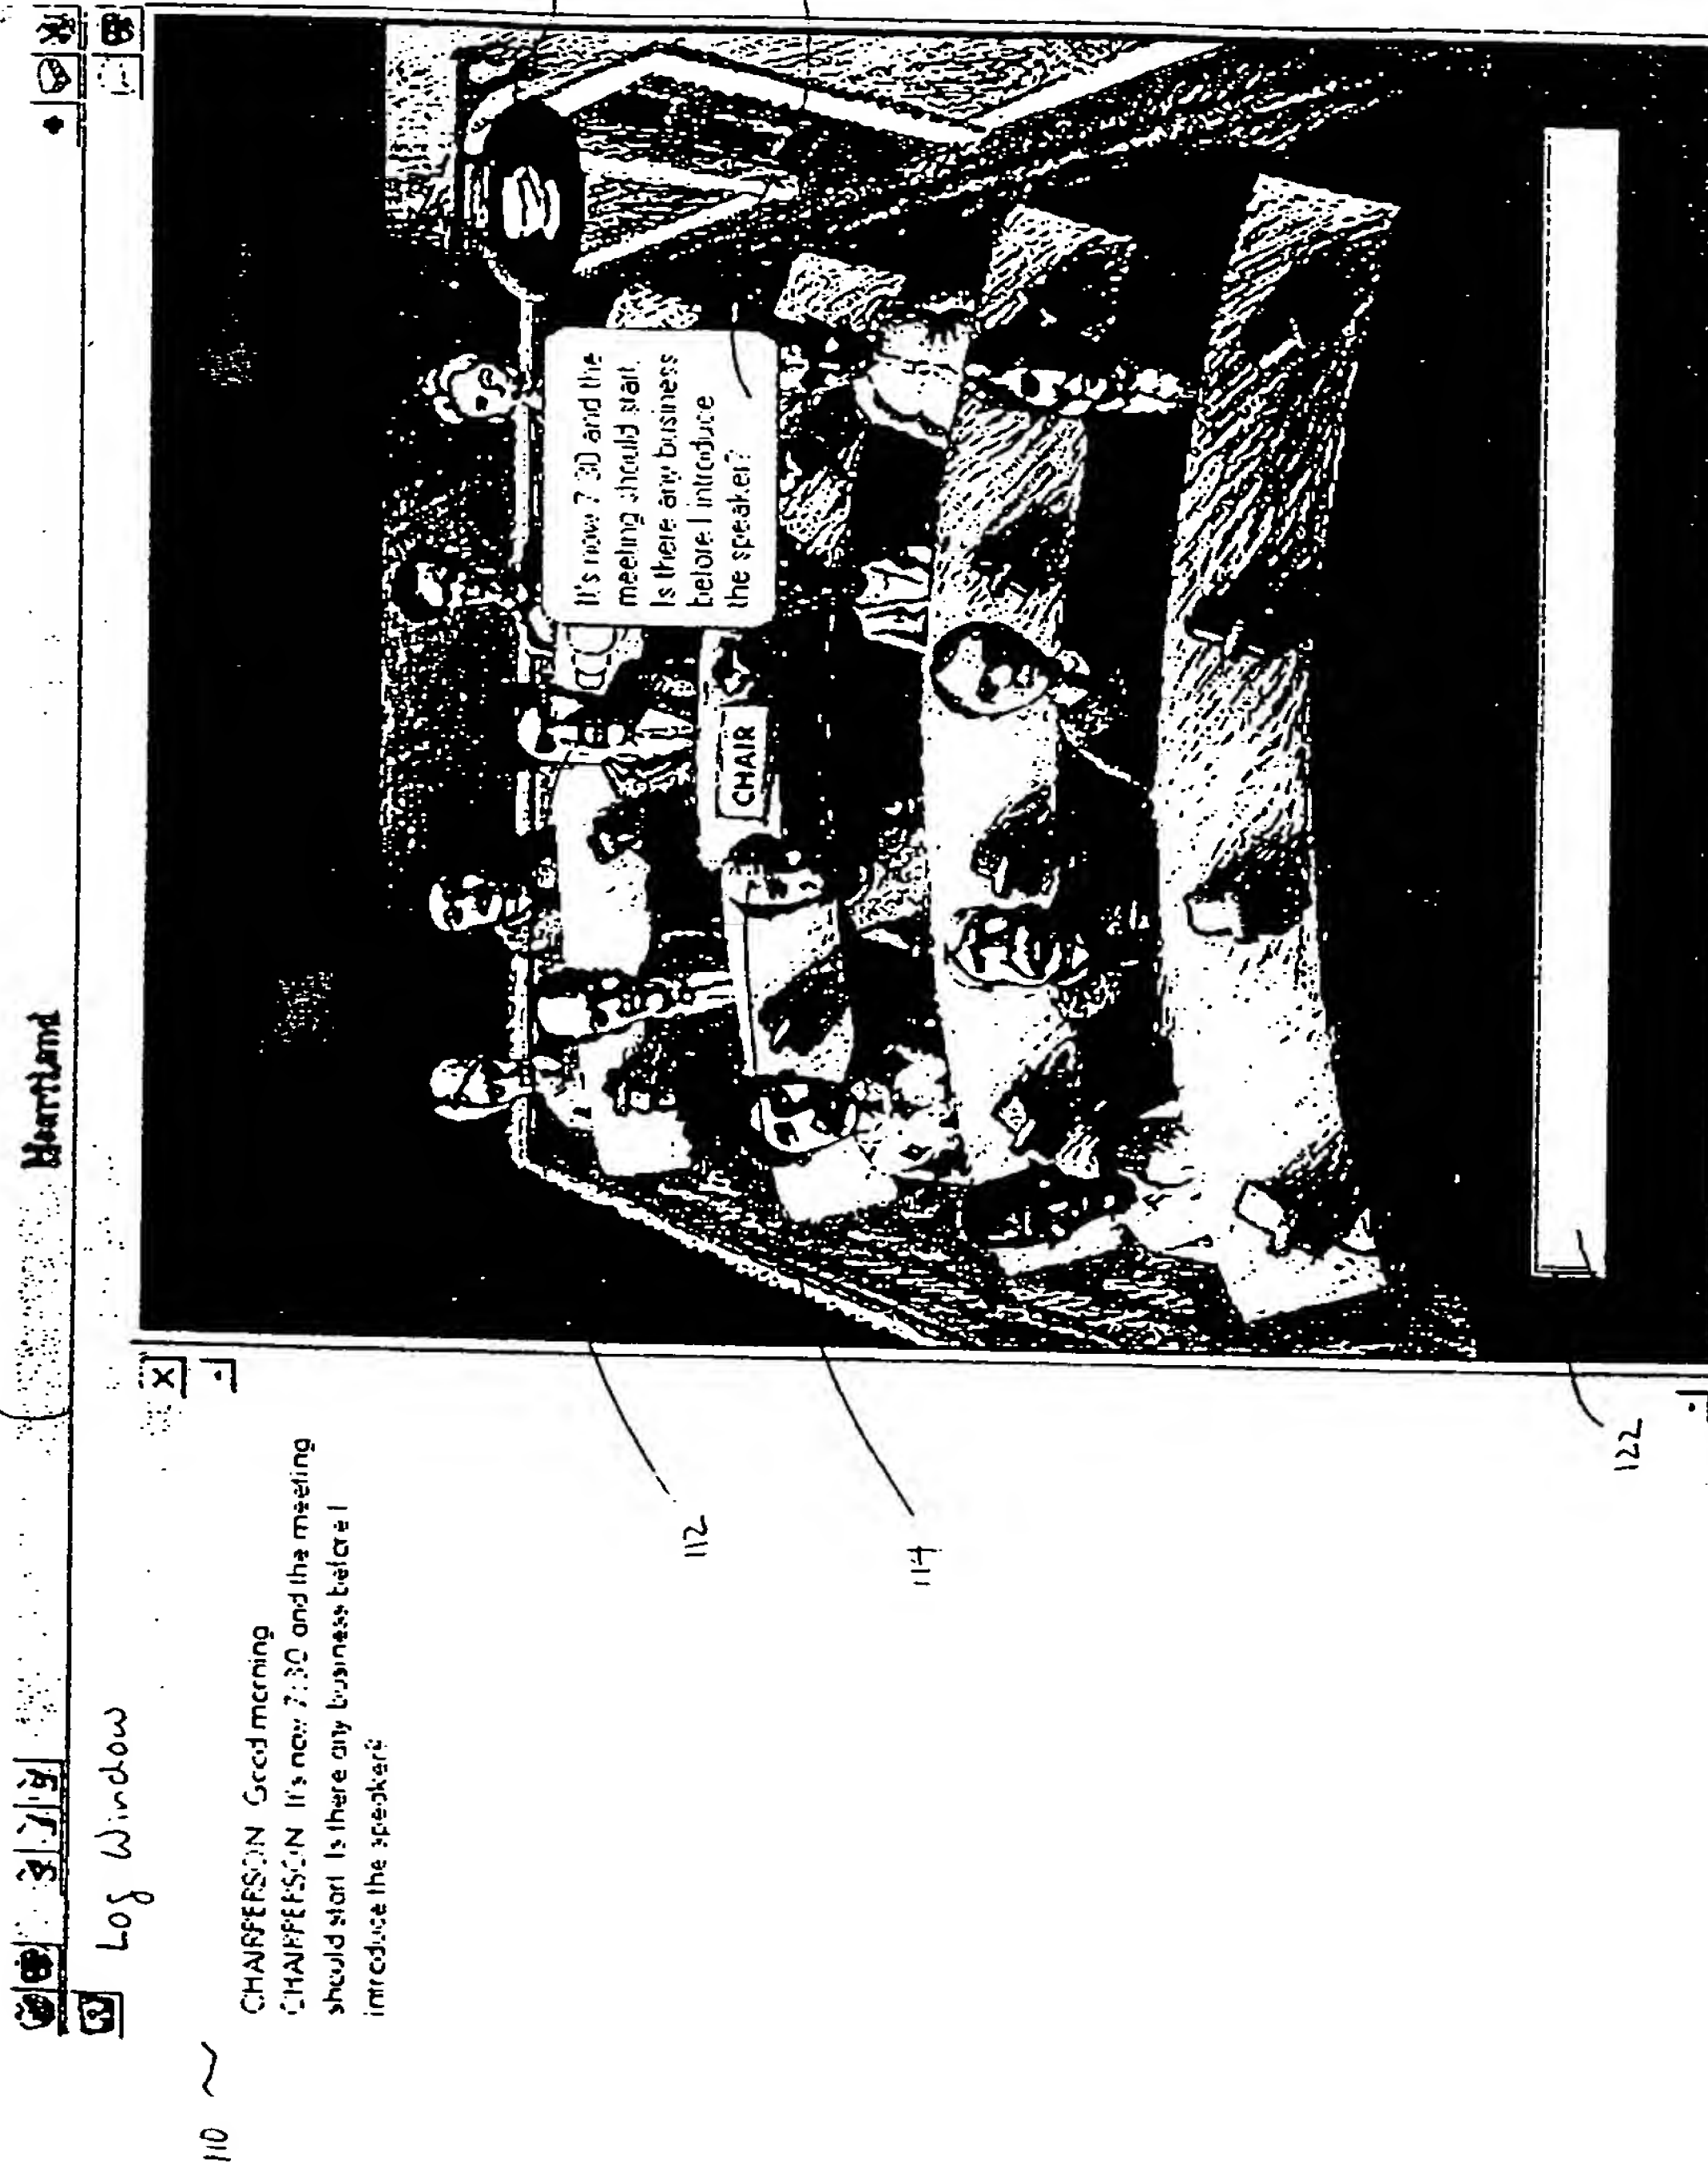 Heartland
Log Window
110
CHAIRPERSON Good morning
CHAIRPERSON It's now 7:30 and the meeting
should start Is there any business before I
introduce the speaker?
It's now 7 30 and the
meeting should start.
Is there any business
before I introduce
the speaker?
CHAIR
112
114
122